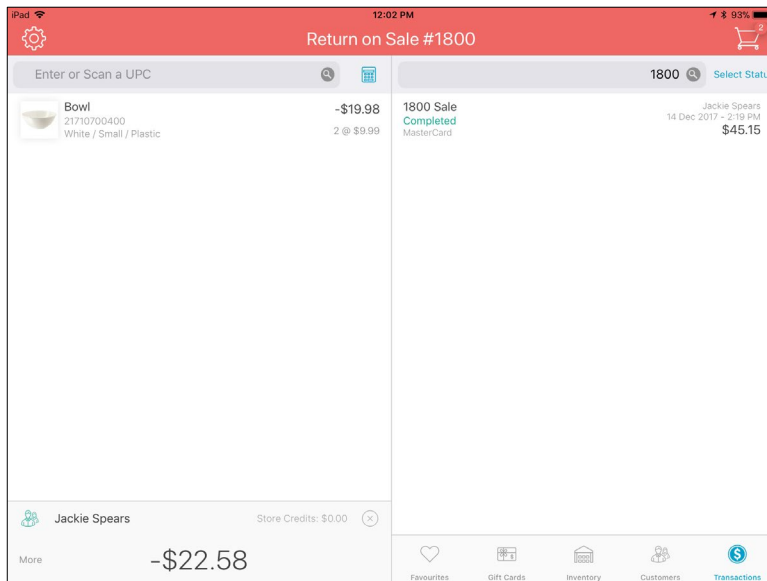 iPad 12:02 PM 93%
Return on Sale #1800 2
Enter or Scan a UPC
1800 Select Statu
Bowl -$19.98
21710700400 2 @ $9.99
White / Small / Plastic
1800 Sale Jackie Spears
Completed 14 Dec 2017 - 2:19 PM
MasterCard $45.15
Jackie Spears Store Credits: $0.00
More -$22.58
Favourites Gift Cards Inventory Customers Transactions